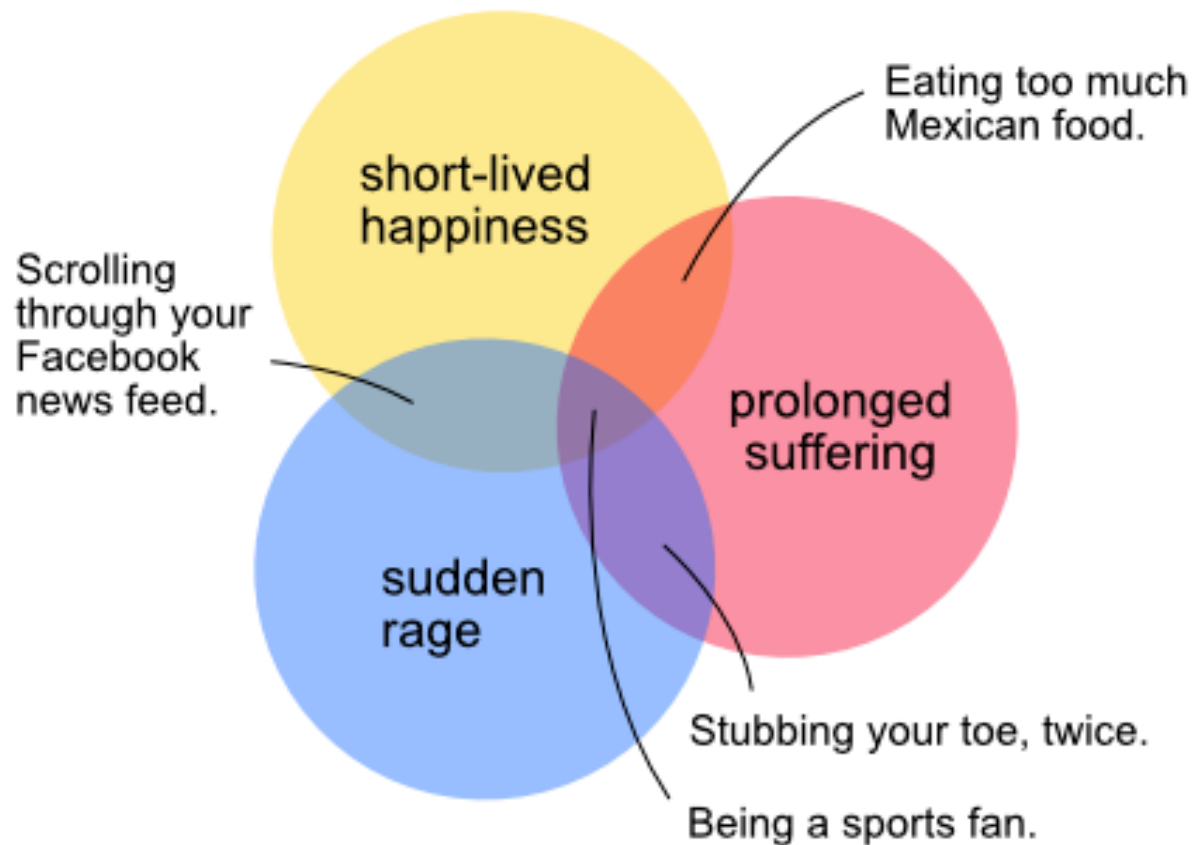 Eating too much
Mexican food.
short-lived
happiness
Scrolling
through your
Facebook
news feed.
prolonged
suffering
sudden
rage
Stubbing your toe, twice.
Being a sports fan.